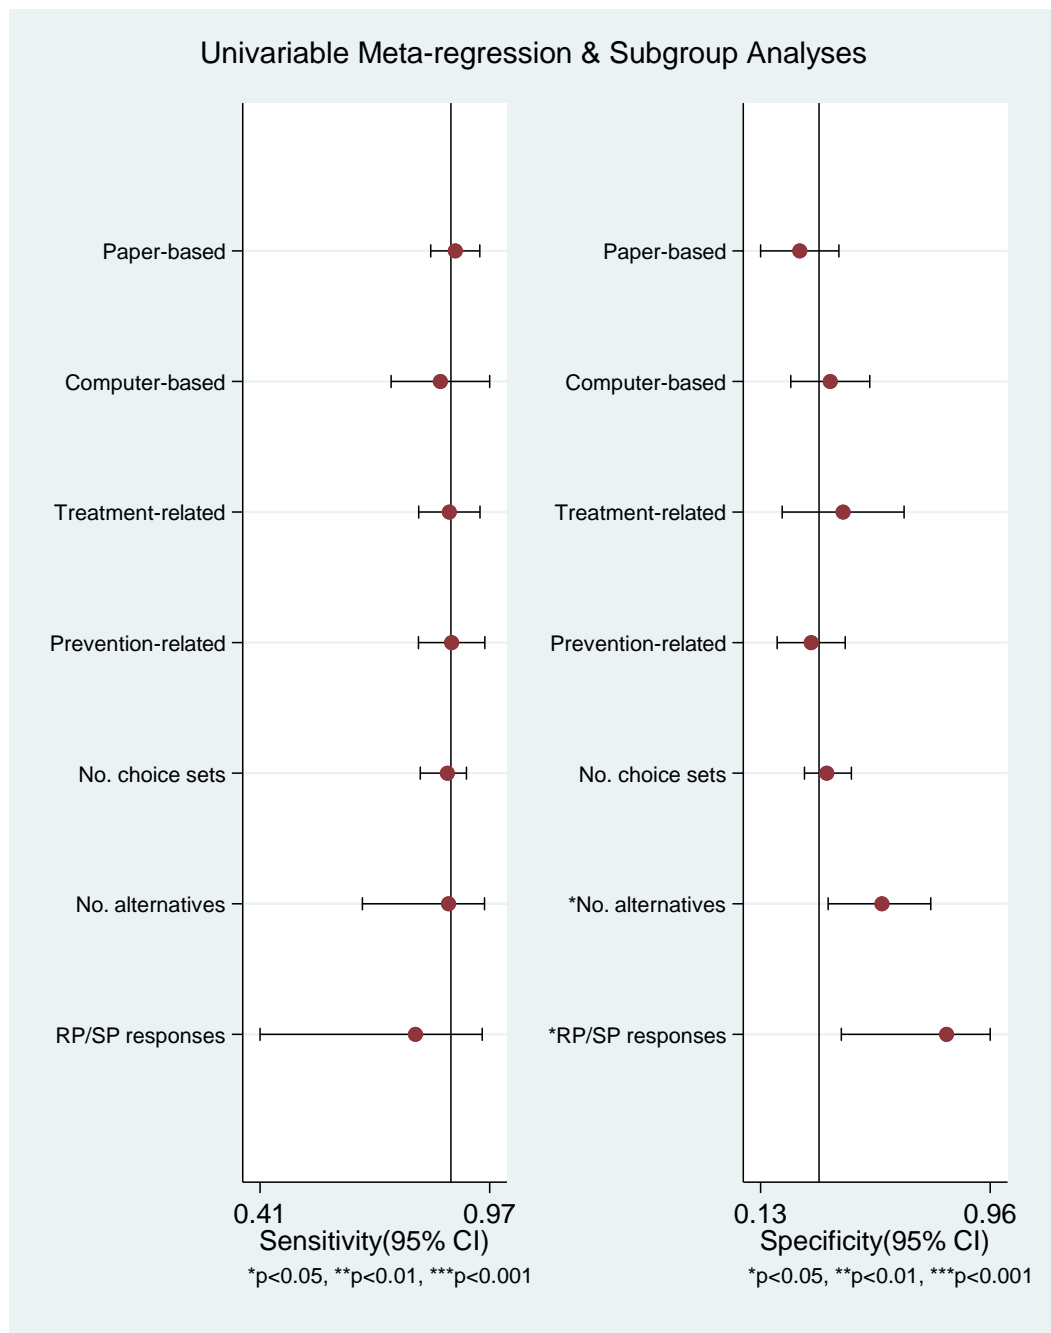 Univariable Meta-regression & Subgroup Analyses
Paper-based
Computer-based
Treatment-related
Prevention-related
No. choice sets
No. alternatives
RP/SP responses
0.41 0.97
Sensitivity(95% CI)
*p<0.05, **p<0.01, ***p<0.001
Paper-based
Computer-based
Treatment-related
Prevention-related
No. choice sets
*No. alternatives
*RP/SP responses
0.13 0.96
Specificity(95% CI)
*p<0.05, **p<0.01, ***p<0.001